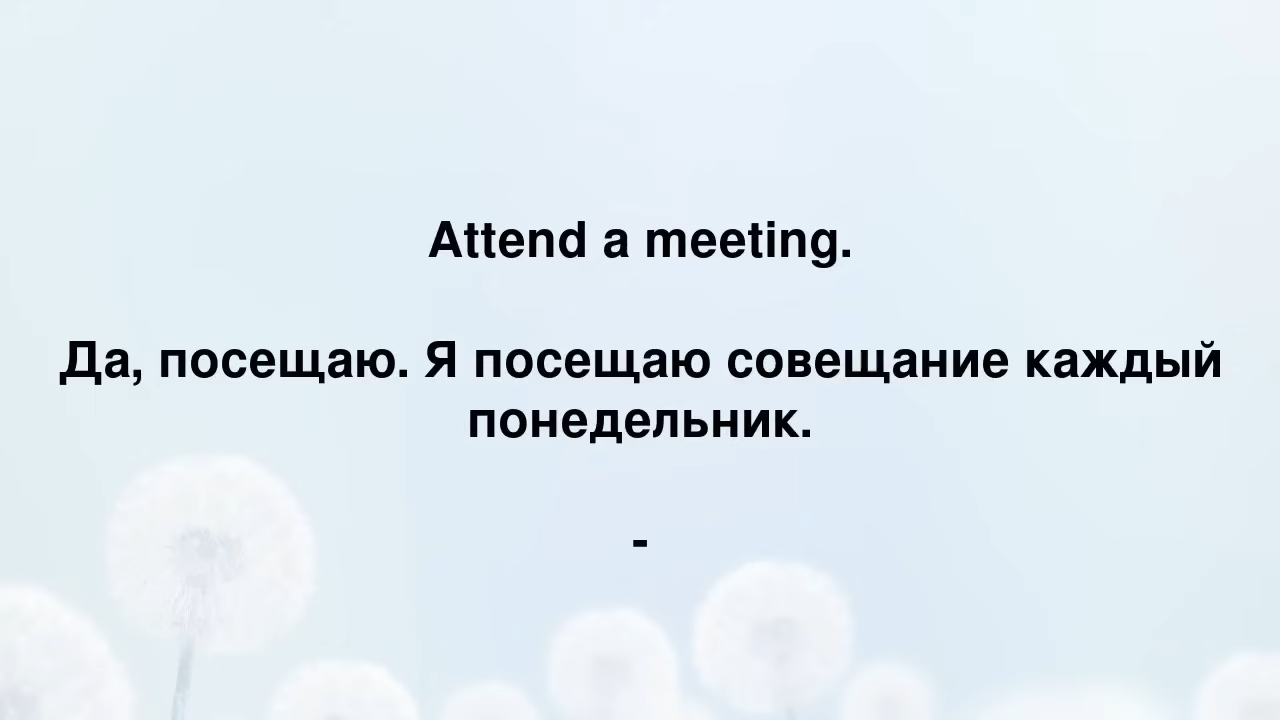 Attend a meeting.
Да, посещаю. Я посещаю совещание каждый
понедельник.
-